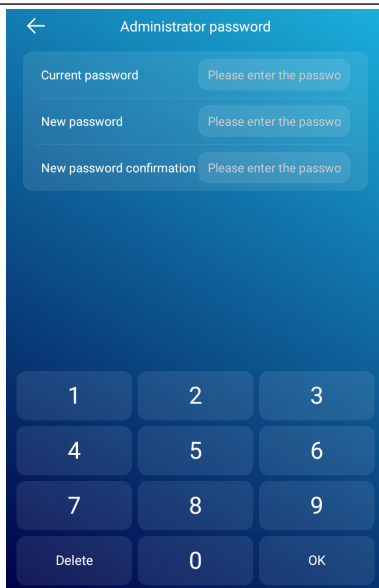 Administrator password
Current password Please enter the passwo
New password Please enter the passwo
New password confirmation Please enter the passwo
1 2 3
4 5 6
7 8 9
Delete 0 OK